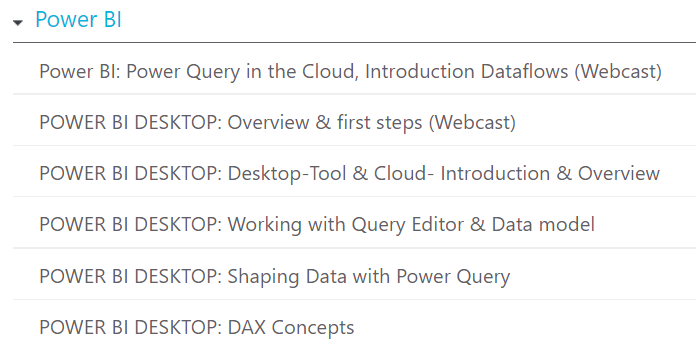 Power BI
Power BI: Power Query in the Cloud, Introduction Dataflows (Webcast)
POWER BI DESKTOP: Overview & first steps (Webcast)
POWER BI DESKTOP: Desktop-Tool & Cloud- Introduction & Overview
POWER BI DESKTOP: Working with Query Editor & Data model
POWER BI DESKTOP: Shaping Data with Power Query
POWER BI DESKTOP: DAX Concepts